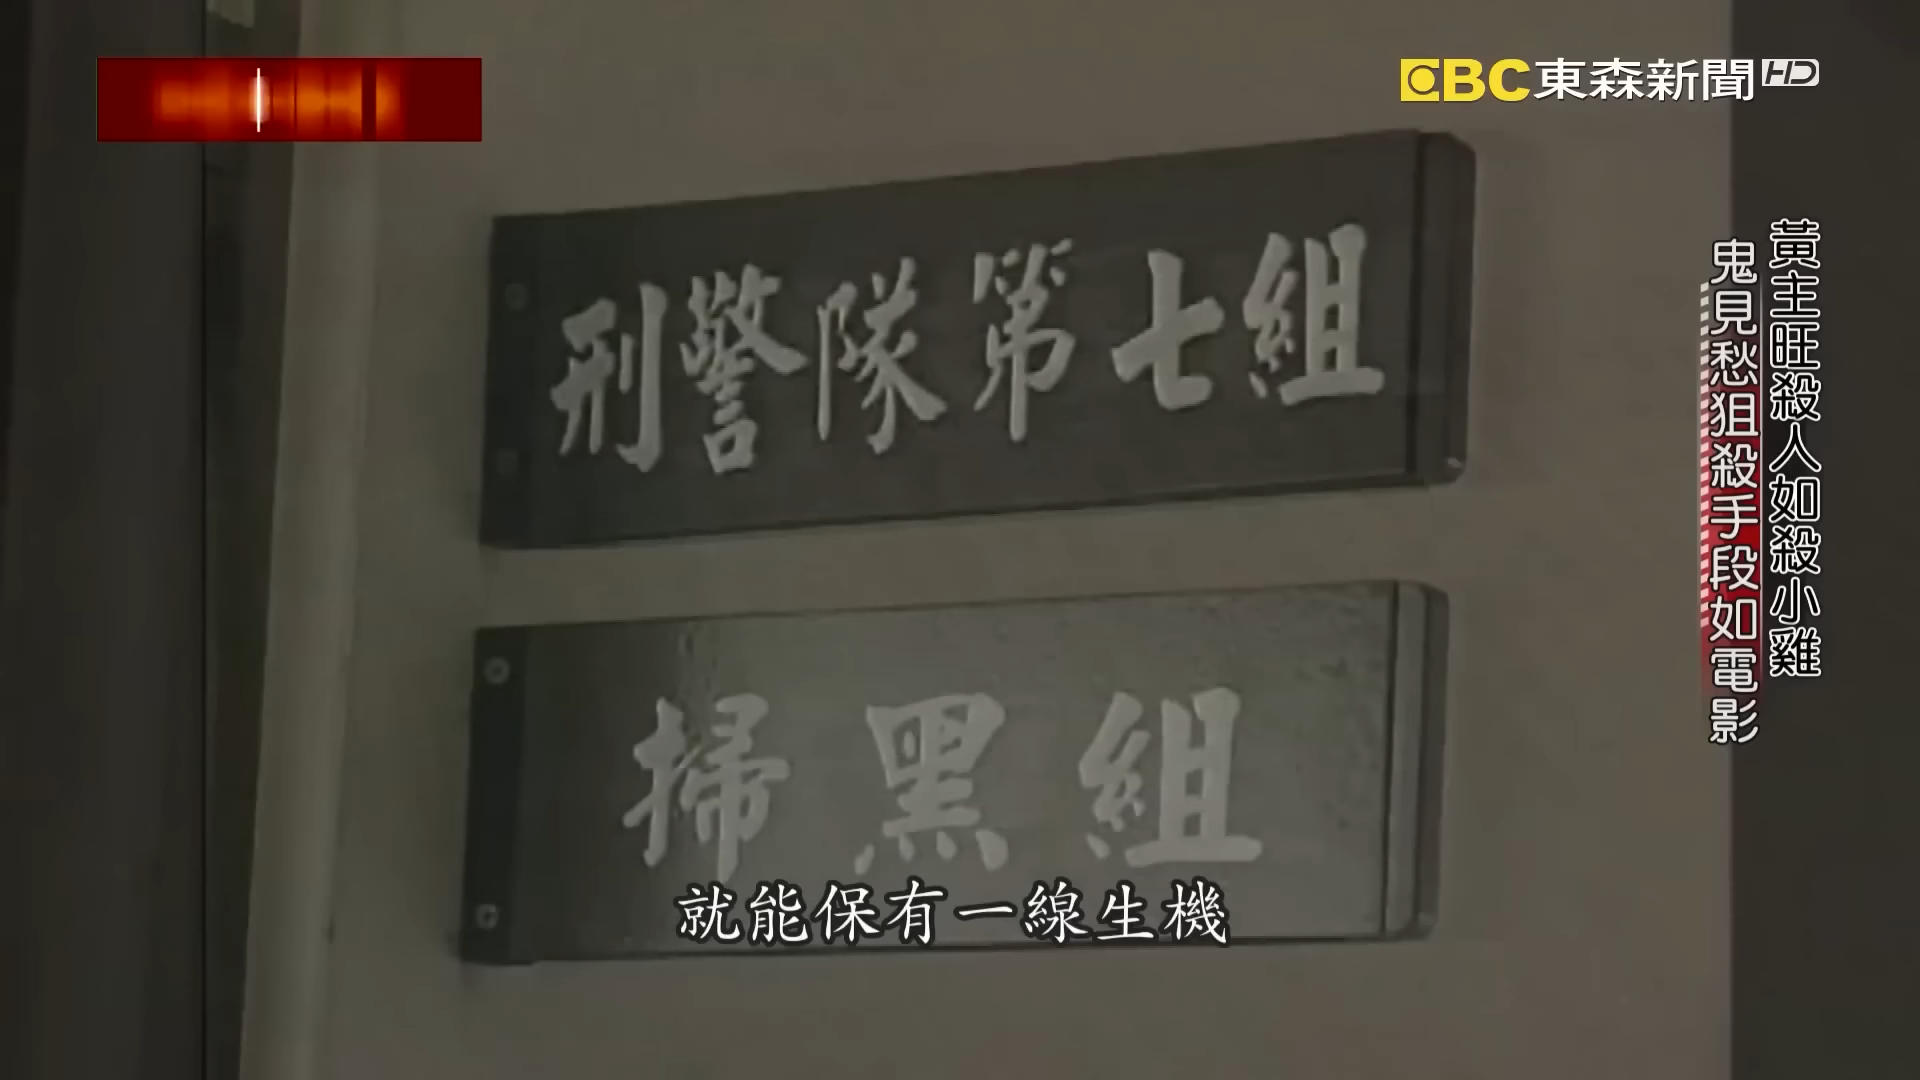 EBC東森新聞HD
黃主旺殺人如殺小雞
鬼見愁狙殺手段如電影
刑警隊第七組
掃黑組
就能保有一線生機